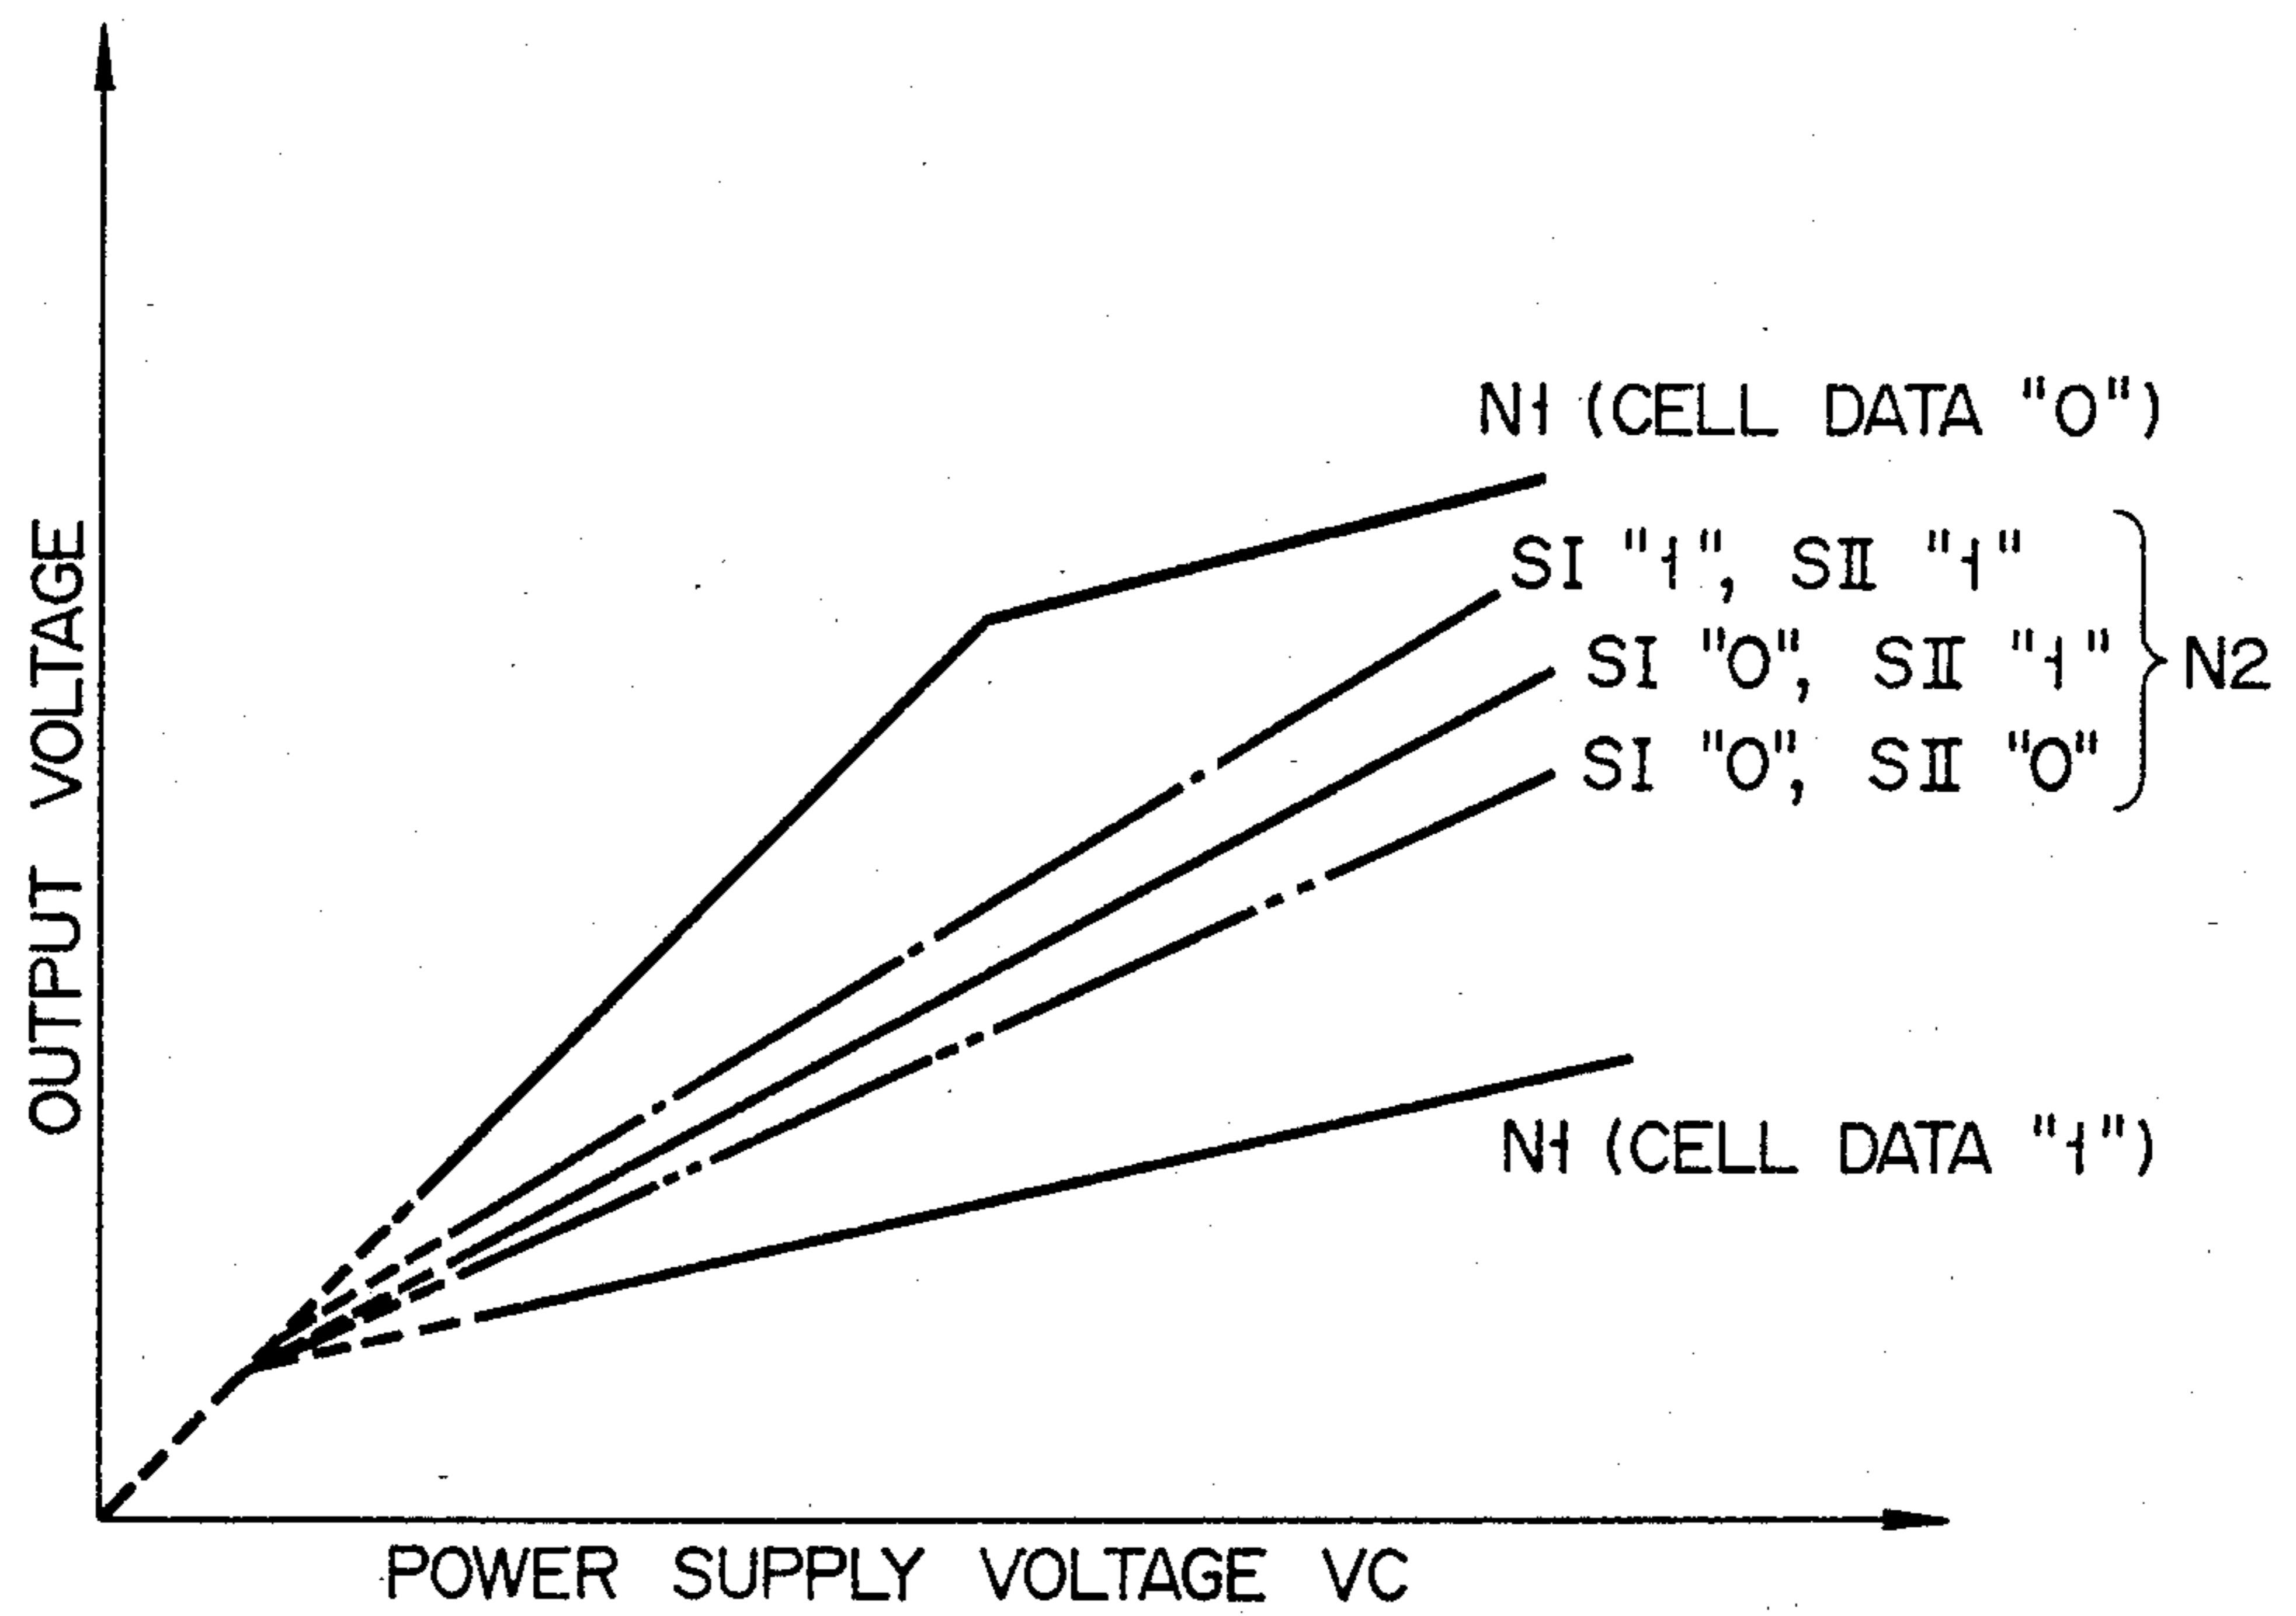 OUTPUT VOLTAGE
N1 (CELL DATA "0")
SI "1", SII "1"
SI "0", SII "1"
SI "0", SII "0"
N2
N1 (CELL DATA "1")
POWER SUPPLY VOLTAGE VC